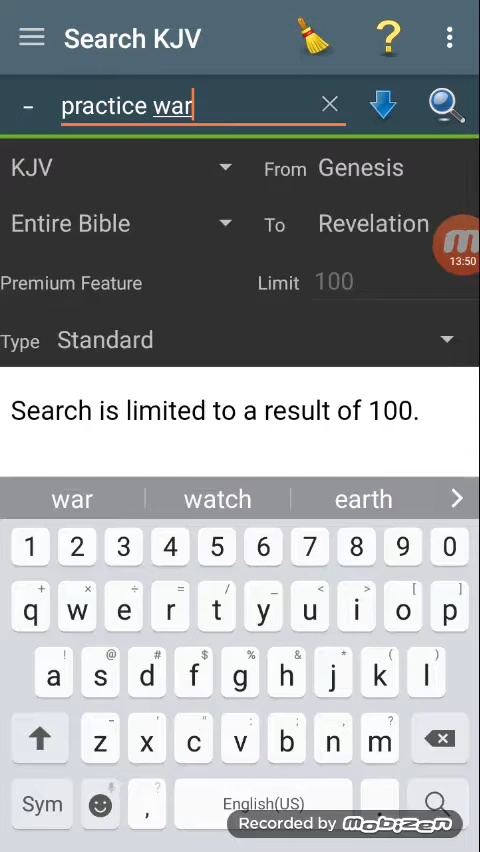 Search KJV
?
- practice war
KJV From Genesis
Entire Bible To Revelation
13:50
Premium Feature Limit 100
Type Standard
Search is limited to a result of 100.
war watch earth
1 2 3 4 5 6 7 8 9 0
+ × ÷ = / _ < > [ ]
q w e r t y u i o p
! @ # $ % & * ( )
a s d f g h j k l
- ' " : ; , ?
z x c v b n m
Sym , ? English(US) .
Recorded by mobizen